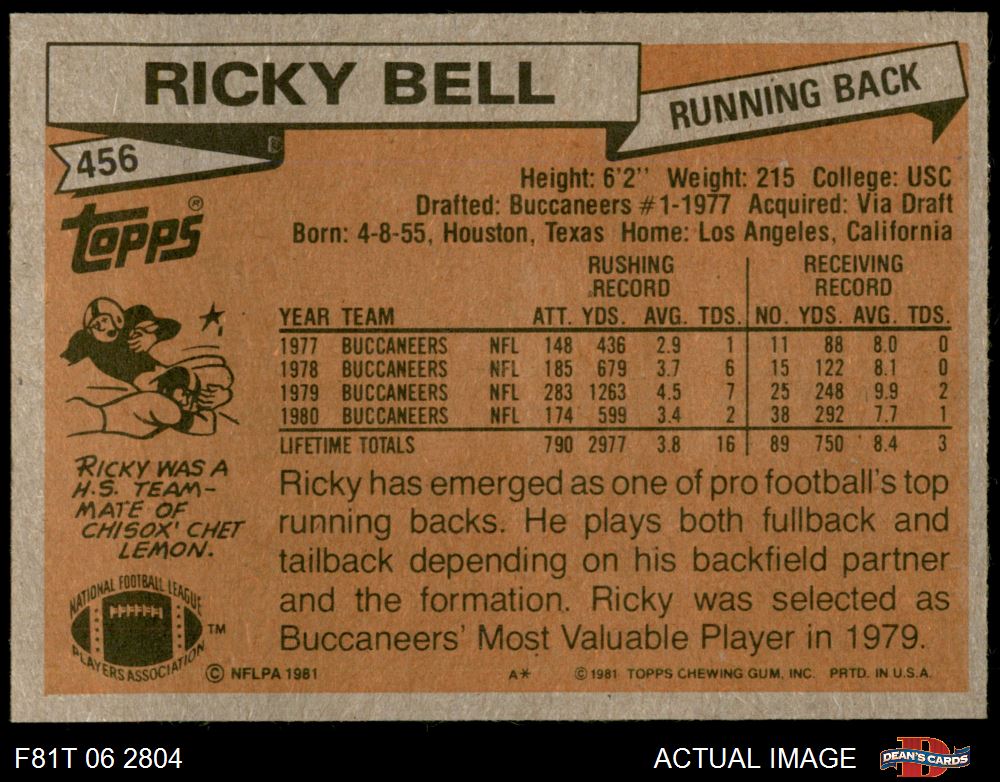 RICKY BELL
RUNNING BACK
456
TOPPS®
Height: 6'2'' Weight: 215 College: USC
Drafted: Buccaneers #1-1977 Acquired: Via Draft
Born: 4-8-55, Houston, Texas Home: Los Angeles, California
RUSHING RECORD RECEIVING RECORD
YEAR TEAM ATT. YDS. AVG. TDS. NO. YDS. AVG. TDS.
1977 BUCCANEERS NFL 148 436 2.9 1 11 88 8.0 0
1978 BUCCANEERS NFL 185 679 3.7 6 15 122 8.1 0
1979 BUCCANEERS NFL 283 1263 4.5 7 25 248 9.9 2
1980 BUCCANEERS NFL 174 599 3.4 2 38 292 7.7 1
LIFETIME TOTALS 790 2977 3.8 16 89 750 8.4 3
RICKY WAS A
H.S. TEAM-
MATE OF
CHISOX' CHET
LEMON.
Ricky has emerged as one of pro football's top
running backs. He plays both fullback and
tailback depending on his backfield partner
and the formation. Ricky was selected as
Buccaneers' Most Valuable Player in 1979.
NATIONAL FOOTBALL LEAGUE
PLAYERS ASSOCIATION
TM
© NFLPA 1981 A* © 1981 TOPPS CHEWING GUM, INC. PRTD. IN U.S.A.
F81T 06 2804 ACTUAL IMAGE DEAN'S CARDS